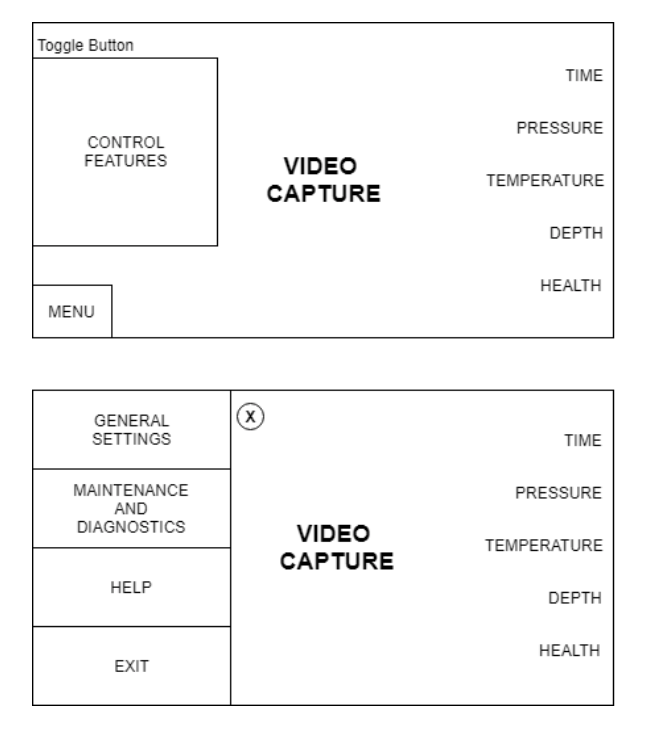 Toggle Button
CONTROL
FEATURES
VIDEO
CAPTURE
TIME
PRESSURE
TEMPERATURE
DEPTH
HEALTH
MENU
GENERAL
SETTINGS
MAINTENANCE
AND
DIAGNOSTICS
HELP
EXIT
X
VIDEO
CAPTURE
TIME
PRESSURE
TEMPERATURE
DEPTH
HEALTH